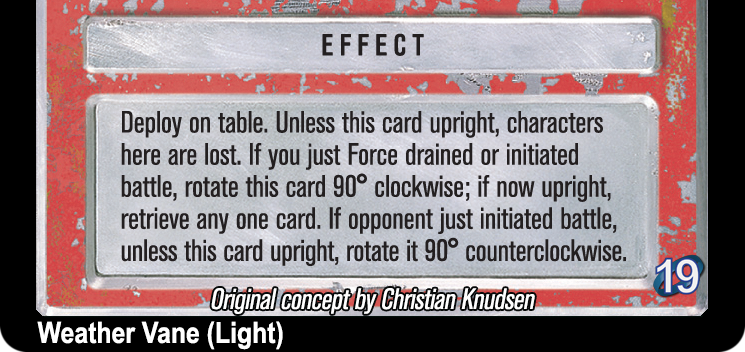 EFFECT
Deploy on table. Unless this card upright, characters
here are lost. If you just Force drained or initiated
battle, rotate this card 90° clockwise; if now upright,
retrieve any one card. If opponent just initiated battle,
unless this card upright, rotate it 90° counterclockwise.
19
Original concept by Christian Knudsen
Weather Vane (Light)